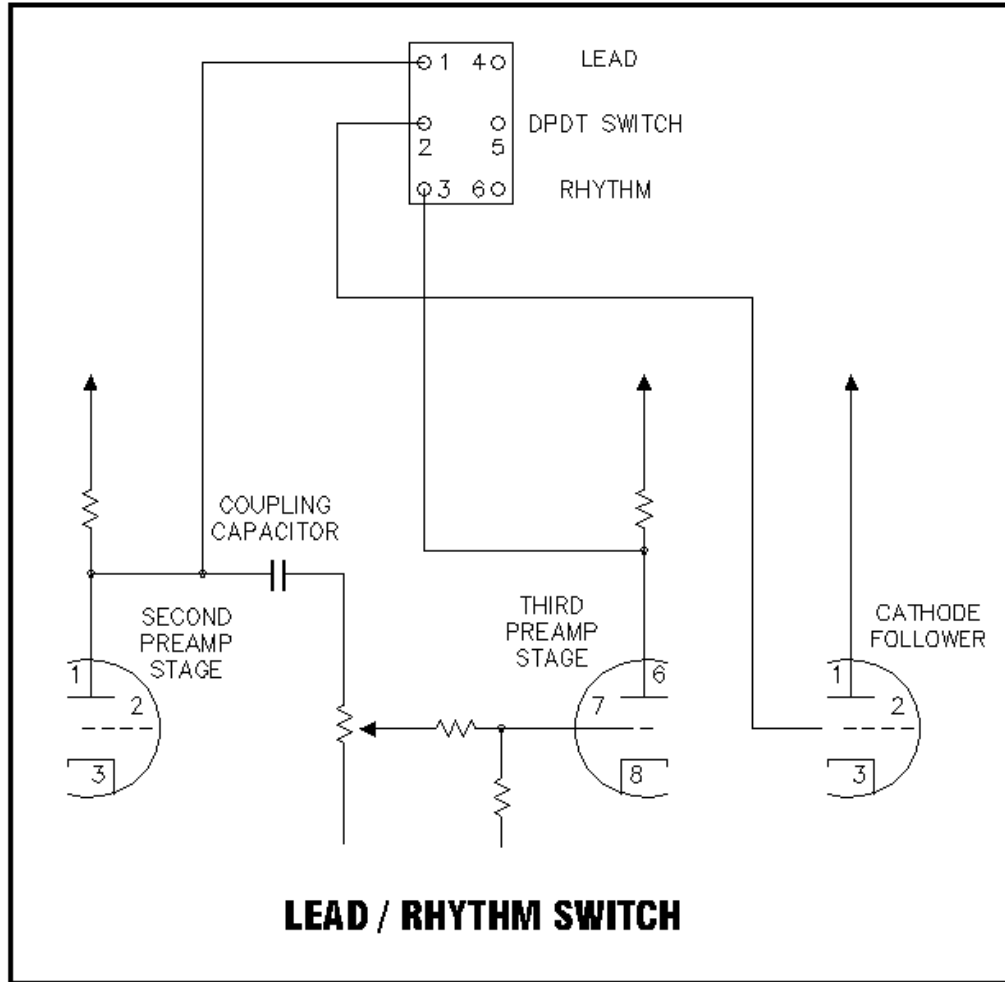 1 4 LEAD
DPDT SWITCH
2 5
3 6 RHYTHM
COUPLING
CAPACITOR
SECOND
PREAMP
STAGE
THIRD
PREAMP
STAGE
CATHODE
FOLLOWER
1
2
3
6
7
8
1
2
3
LEAD / RHYTHM SWITCH